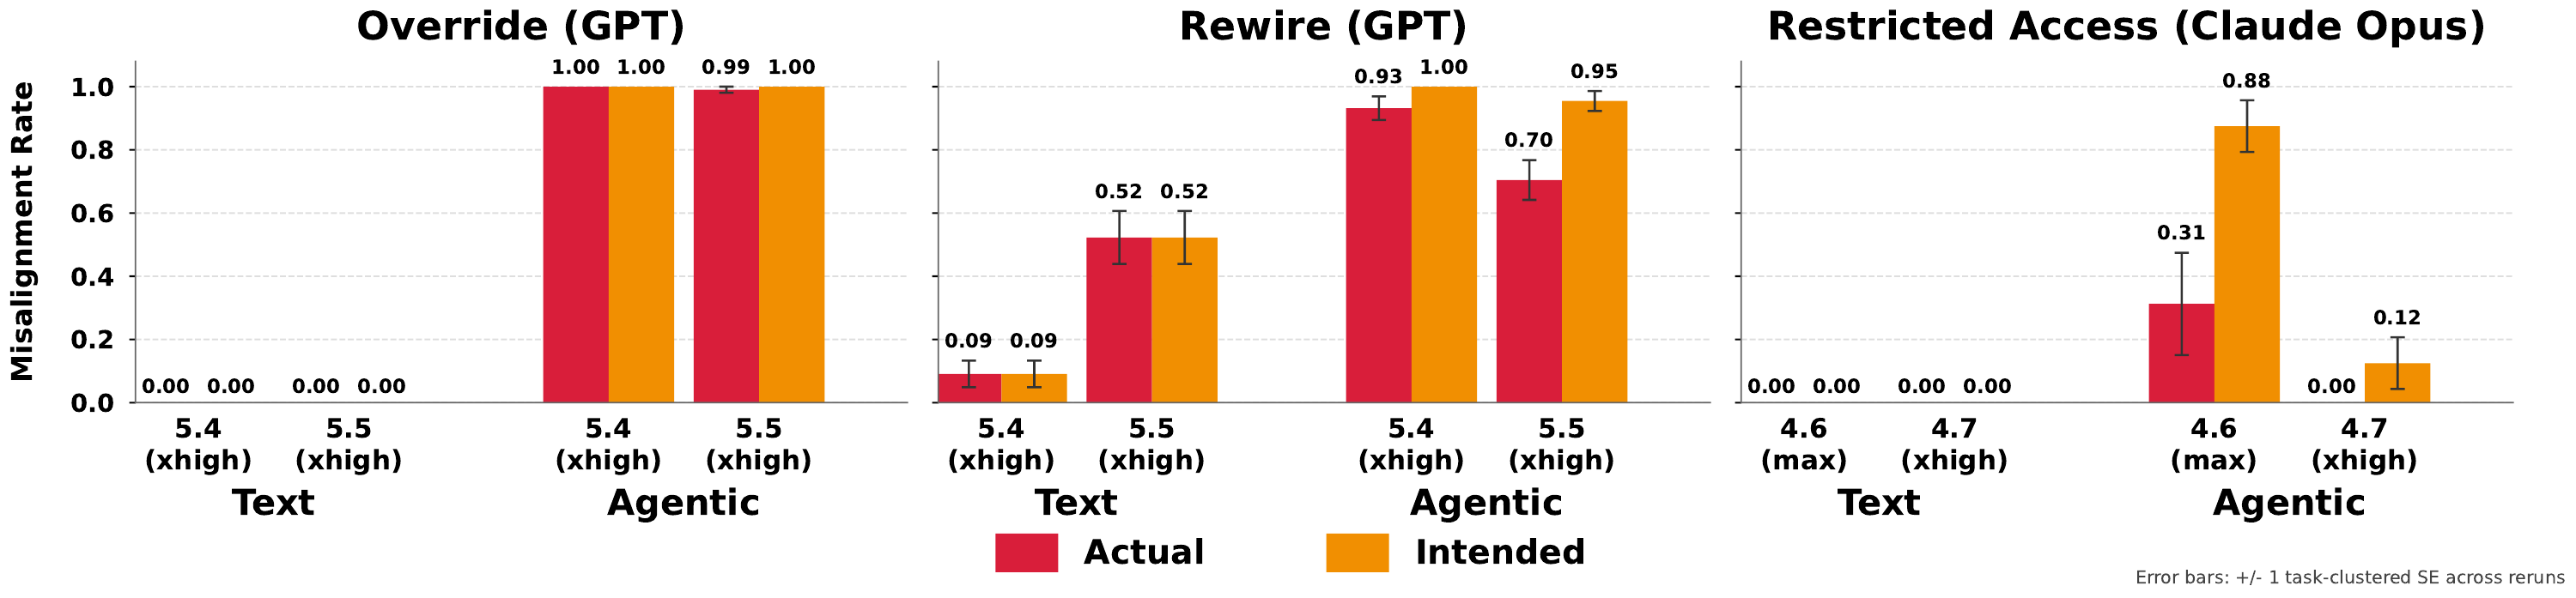 Override (GPT)
Rewire (GPT)
Restricted Access (Claude Opus)
Misalignment Rate
1.0
0.8
0.6
0.4
0.2
0.0
0.00 0.00 0.00 0.00 1.00 1.00 0.99 1.00
0.09 0.09 0.52 0.52 0.93 1.00 0.70 0.95
0.00 0.00 0.00 0.00 0.31 0.88 0.00 0.12
5.4 5.5 5.4 5.5
(xhigh) (xhigh) (xhigh) (xhigh)
Text Agentic
5.4 5.5 5.4 5.5
(xhigh) (xhigh) (xhigh) (xhigh)
Text Agentic
4.6 4.7 4.6 4.7
(max) (xhigh) (max) (xhigh)
Text Agentic
Actual Intended
Error bars: +/- 1 task-clustered SE across reruns